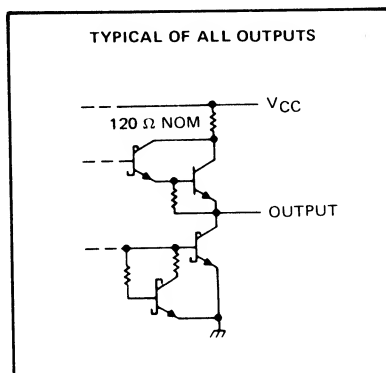 TYPICAL OF ALL OUTPUTS
VCC
120 Ω NOM
OUTPUT